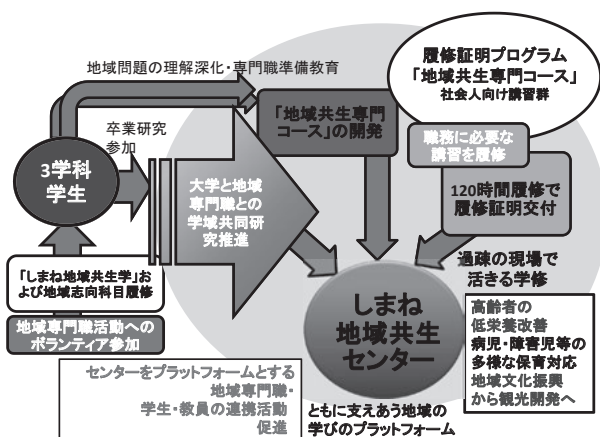 地域問題の理解深化・専門職準備教育
履修証明プログラム
「地域共生専門コース」
社会人向け講習群
卒業研究
参加
「地域共生専門
コース」の開発
職務に必要な
講習を履修
3学科
学生
大学と地域
専門職との
学域共同研
究推進
120時間履修で
履修証明交付
過疎の現場で
活きる学修
「しまね地域共生学」お
よび地域志向科目履修
しまね
地域共生
センター
高齢者の
低栄養改善
病児・障害児等の
多様な保育対応
地域文化振興
から観光開発へ
地域専門職活動への
ボランティア参加
センターをプラットフォームとする
地域専門職・
学生・教員の連携活動
促進
ともに支えあう地域の
学びのプラットフォーム